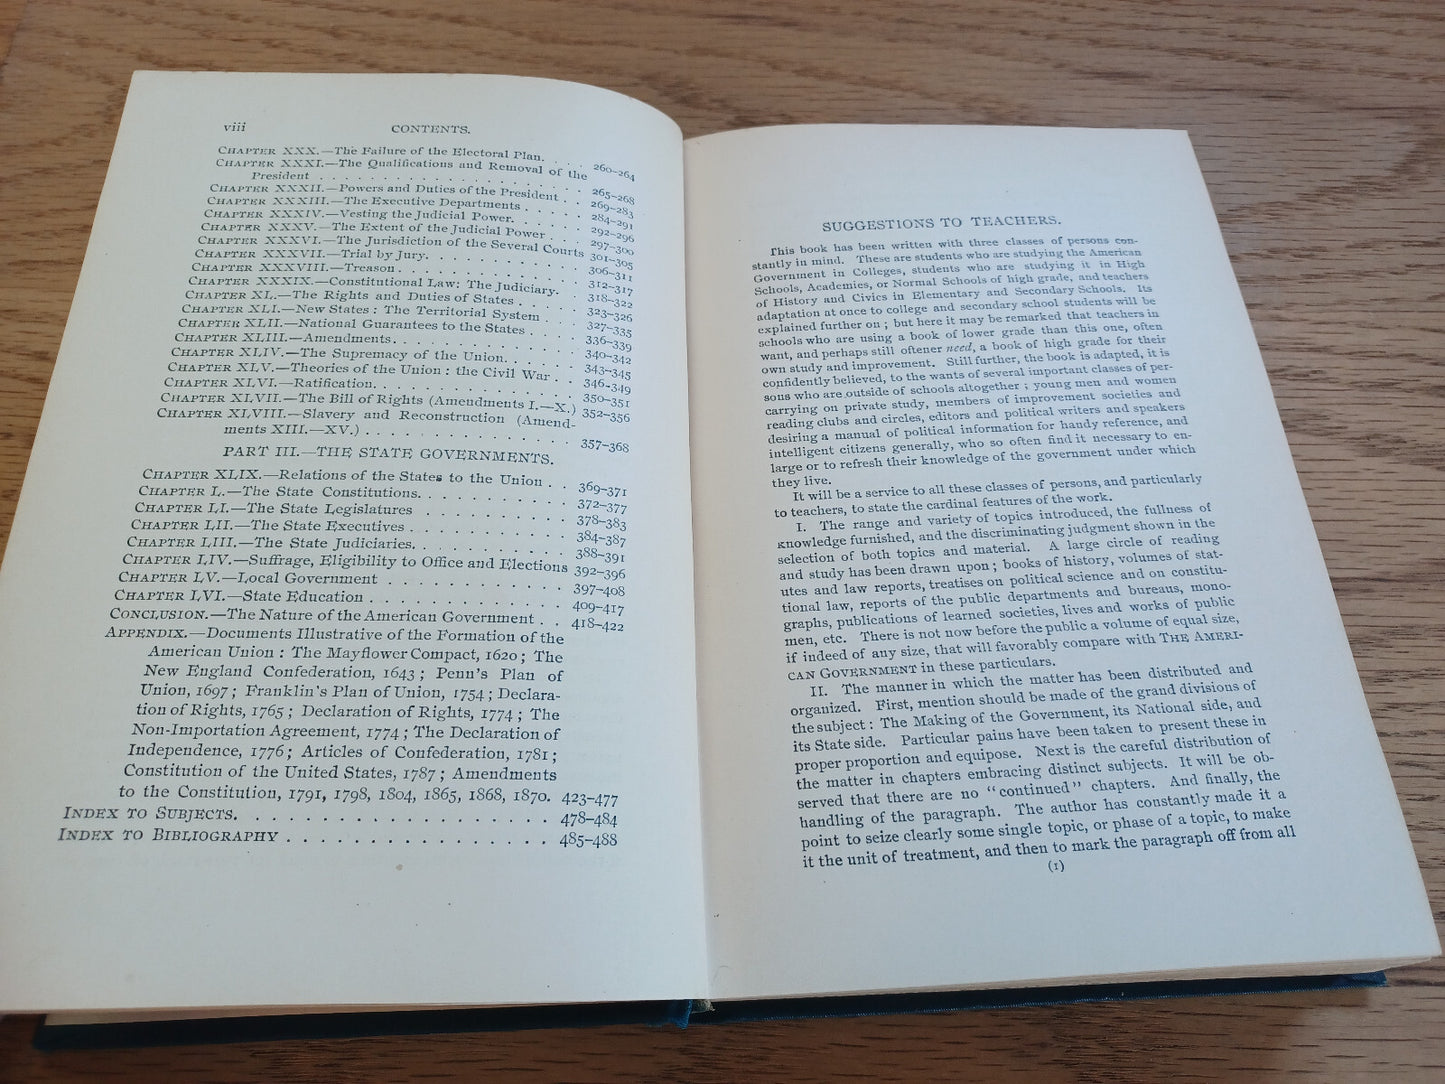 viii CONTENTS.
CHAPTER XXX.—The Failure of the Electoral Plan. . . . 260–264
CHAPTER XXXI.—The Qualifications and Removal of the
President . . . . . . . . . . . . . . . . . . 265–268
CHAPTER XXXII.—Powers and Duties of the President . . 269–283
CHAPTER XXXIII.—The Executive Departments . . . . . 284–291
CHAPTER XXXIV.—Vesting the Judicial Power. . . . . . 292–296
CHAPTER XXXV.—The Extent of the Judicial Power . . . 297–300
CHAPTER XXXVI.—The Jurisdiction of the Several Courts 301–305
CHAPTER XXXVII.—Trial by Jury. . . . . . . . . . . 306–311
CHAPTER XXXVIII.—Treason . . . . . . . . . . . . . 312–317
CHAPTER XXXIX.—Constitutional Law: The Judiciary. . 318–322
CHAPTER XL.—The Rights and Duties of States . . . . 323–326
CHAPTER XLI.—New States : The Territorial System . . 327–335
CHAPTER XLII.—National Guarantees to the States . . 336–339
CHAPTER XLIII.—Amendments. . . . . . . . . . . . . 340–342
CHAPTER XLIV.—The Supremacy of the Union. . . . . . 343–345
CHAPTER XLV.—Theories of the Union : the Civil War . . 346-349
CHAPTER XLVI.—Ratification. . . . . . . . . . . . . 350–351
CHAPTER XLVII.—The Bill of Rights (Amendments I.—X.) 352–356
CHAPTER XLVIII.—Slavery and Reconstruction (Amend-
ments XIII.—XV.) . . . . . . . . . . . . . . . 357–368
PART III.—THE STATE GOVERNMENTS.
CHAPTER XLIX.—Relations of the States to the Union . . 369–371
CHAPTER L.—The State Constitutions. . . . . . . . . 372–377
CHAPTER LI.—The State Legislatures . . . . . . . . . 378–383
CHAPTER LII.—The State Executives . . . . . . . . . 384–387
CHAPTER LIII.—The State Judiciaries. . . . . . . . . 388–391
CHAPTER LIV.—Suffrage, Eligibility to Office and Elections 392–396
CHAPTER LV.—Local Government . . . . . . . . . . . 397–408
CHAPTER LVI.—State Education . . . . . . . . . . . . 409–417
CONCLUSION.—The Nature of the American Government . . 418–422
APPENDIX.—Documents Illustrative of the Formation of the
American Union : The Mayflower Compact, 1620 ; The
New England Confederation, 1643 ; Penn's Plan of
Union, 1697 ; Franklin's Plan of Union, 1754 ; Declara-
tion of Rights, 1765 ; Declaration of Rights, 1774 ; The
Non-Importation Agreement, 1774 ; The Declaration of
Independence, 1776 ; Articles of Confederation, 1781 ;
Constitution of the United States, 1787 ; Amendments
to the Constitution, 1791, 1798, 1804, 1865, 1868, 1870. 423–477
INDEX TO SUBJECTS. . . . . . . . . . . . . . . . . . 478–484
INDEX TO BIBLIOGRAPHY . . . . . . . . . . . . . . . 485–488
SUGGESTIONS TO TEACHERS.
This book has been written with three classes of persons con-
stantly in mind. These are students who are studying the American
Government in Colleges, students who are studying it in High
Schools, Academies, or Normal Schools of high grade, and teachers
of History and Civics in Elementary and Secondary Schools. Its
adaptation at once to college and secondary school students will be
explained further on ; but here it may be remarked that teachers in
schools who are using a book of lower grade than this one, often
want, and perhaps still oftener need, a book of high grade for their
own study and improvement. Still further, the book is adapted, it is
confidently believed, to the wants of several important classes of per-
sons who are outside of schools altogether ; young men and women
carrying on private study, members of improvement societies and
reading clubs and circles, editors and political writers and speakers
desiring a manual of political information for handy reference, and
intelligent citizens generally, who so often find it necessary to en-
large or to refresh their knowledge of the government under which
they live.
It will be a service to all these classes of persons, and particularly
to teachers, to state the cardinal features of the work.
I. The range and variety of topics introduced, the fullness of
knowledge furnished, and the discriminating judgment shown in the
selection of both topics and material. A large circle of reading
and study has been drawn upon ; books of history, volumes of stat-
utes and law reports, treatises on political science and on constitu-
tional law, reports of the public departments and bureaus, mono-
graphs, publications of learned societies, lives and works of public
men, etc. There is not now before the public a volume of equal size,
if indeed of any size, that will favorably compare with THE AMERI-
CAN GOVERNMENT in these particulars.
II. The manner in which the matter has been distributed and
organized. First, mention should be made of the grand divisions of
the subject : The Making of the Government, its National side, and
its State side. Particular pains have been taken to present these in
proper proportion and equipose. Next is the careful distribution of
the matter in chapters embracing distinct subjects. It will be ob-
served that there are no "continued" chapters. And finally, the
handling of the paragraph. The author has constantly made it a
point to seize clearly some single topic, or phase of a topic, to make
it the unit of treatment, and then to mark the paragraph off from all
(1)